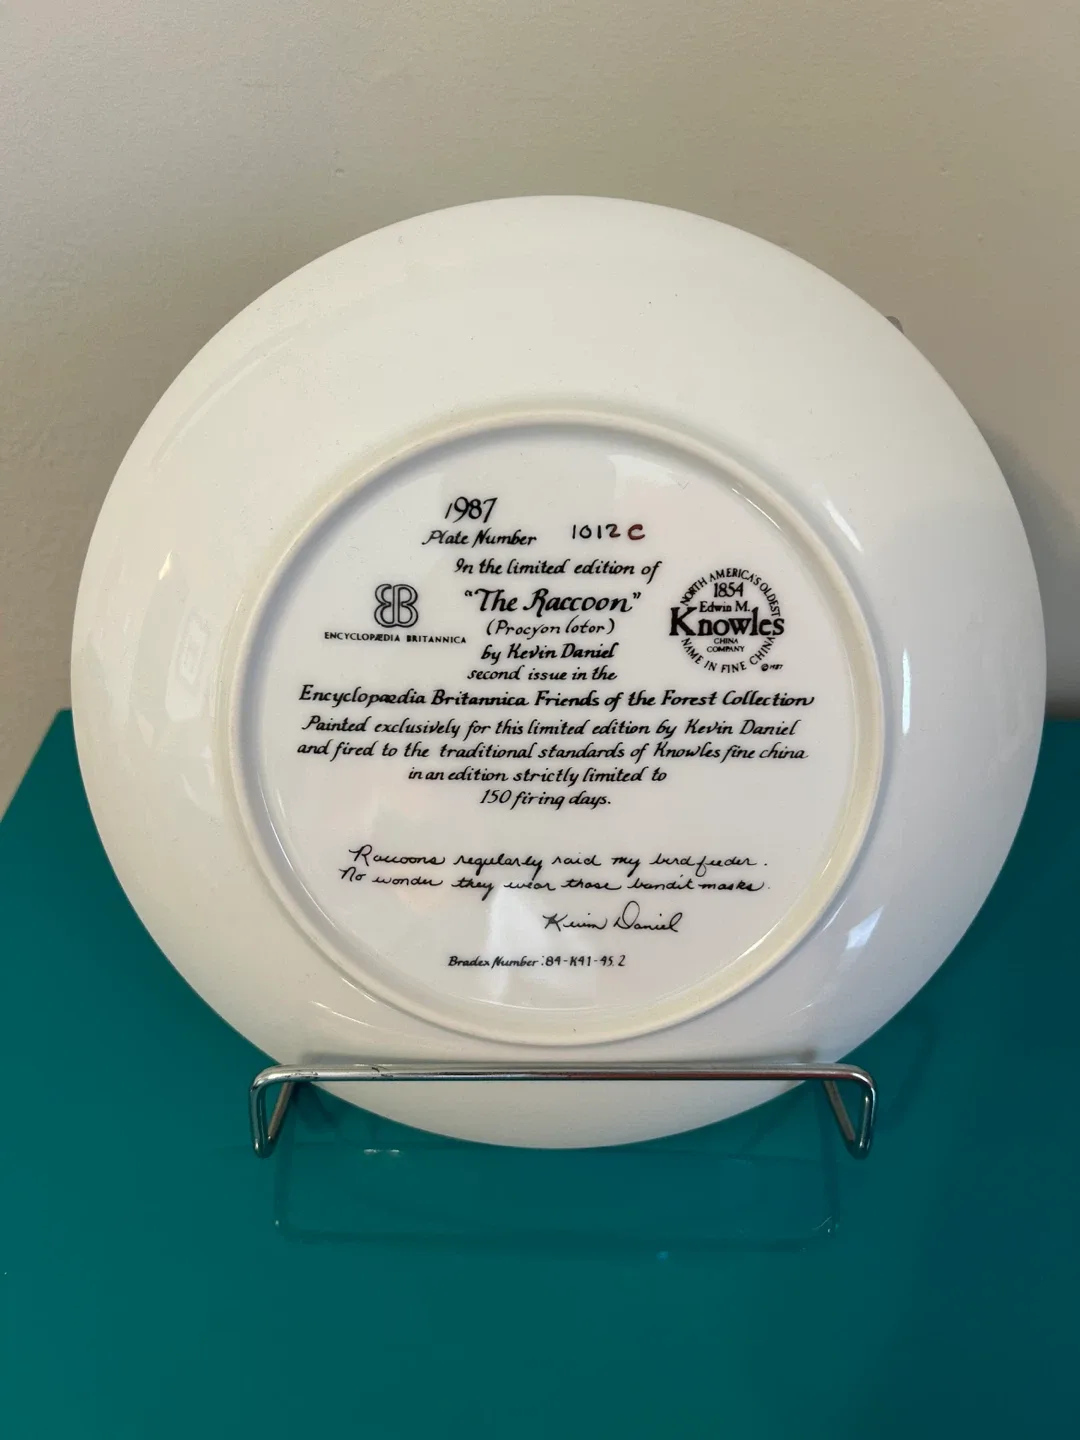 1987
Plate Number 1012 C
In the limited edition of
"The Raccoon"
(Procyon lotor)
by Kevin Daniel
second issue in the
Encyclopædia Britannica Friends of the Forest Collection
Painted exclusively for this limited edition by Kevin Daniel
and fired to the traditional standards of Knowles fine china
in an edition strictly limited to
150 firing days.
ENCYCLOPÆDIA BRITANNICA
NORTH AMERICA'S OLDEST
1854
Edwin M.
Knowles
CHINA
COMPANY
NAME IN FINE CHINA
© 1987
Raccoons regularly raid my birdfeeder.
No wonder they wear those bandit masks.
Kevin Daniel
Bradex Number: 84-K41-45.2